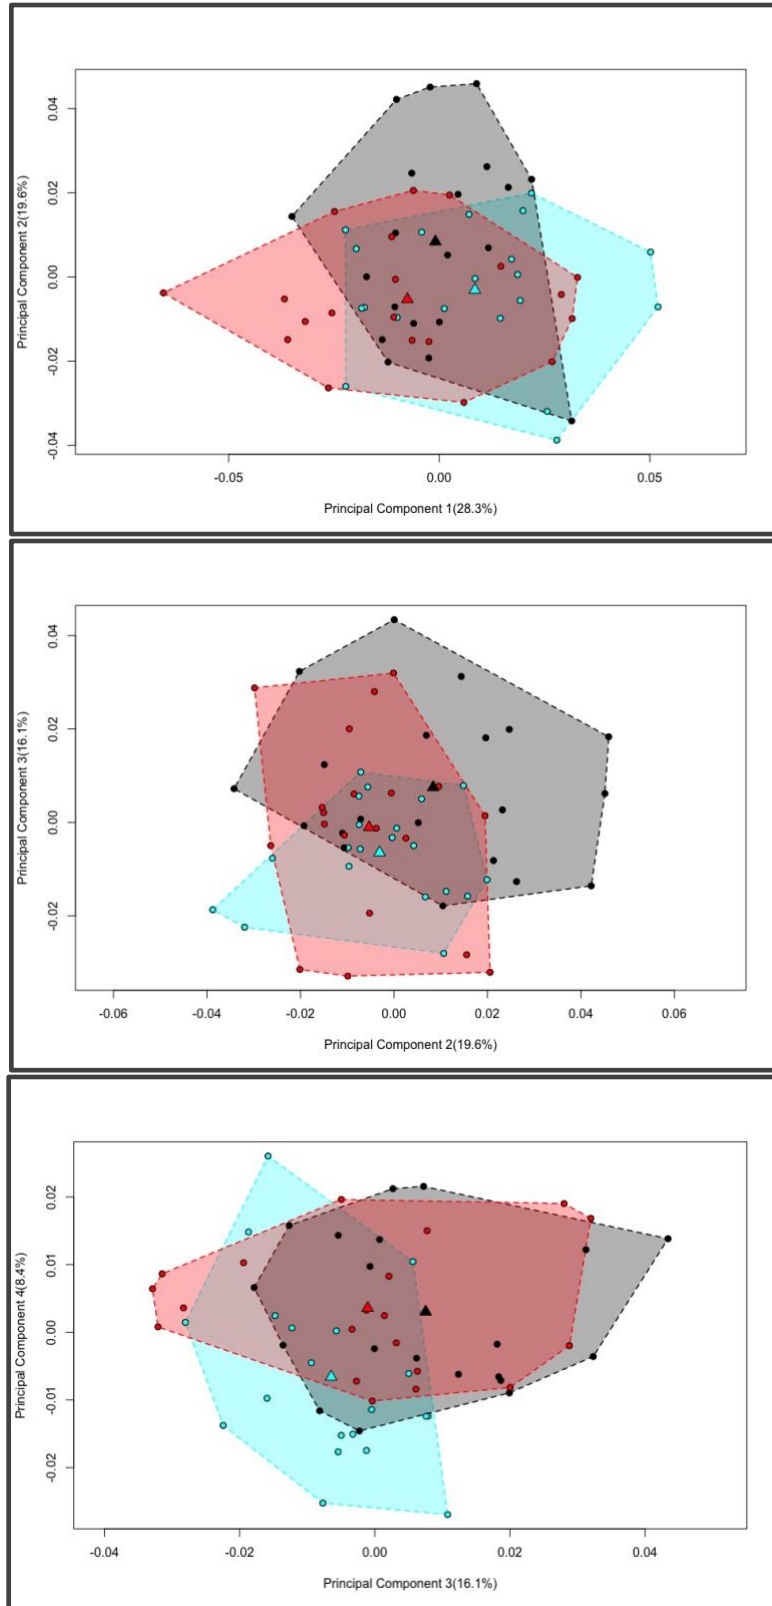 0.04
0.02
0.00
-0.02
-0.04
Principal Component 2(19.6%)
-0.05 0.00 0.05
Principal Component 1(28.3%)
0.04
0.02
0.00
-0.02
Principal Component 3(16.1%)
-0.06 -0.04 -0.02 0.00 0.02 0.04 0.06
Principal Component 2(19.6%)
0.02
0.01
0.00
-0.01
-0.02
Principal Component 4(8.4%)
-0.04 -0.02 0.00 0.02 0.04
Principal Component 3(16.1%)